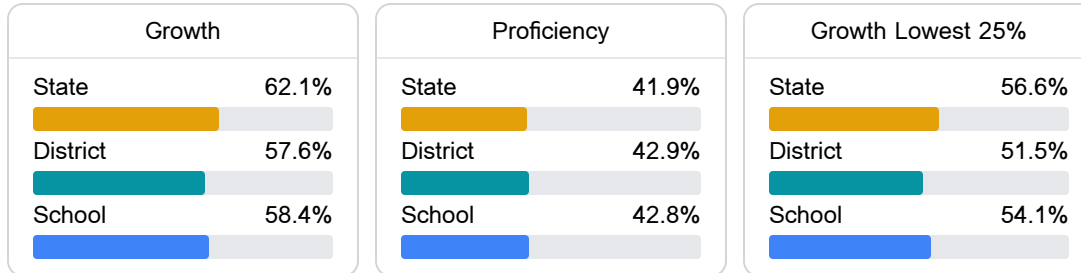 Growth
State 62.1%
District 57.6%
School 58.4%
Proficiency
State 41.9%
District 42.9%
School 42.8%
Growth Lowest 25%
State 56.6%
District 51.5%
School 54.1%